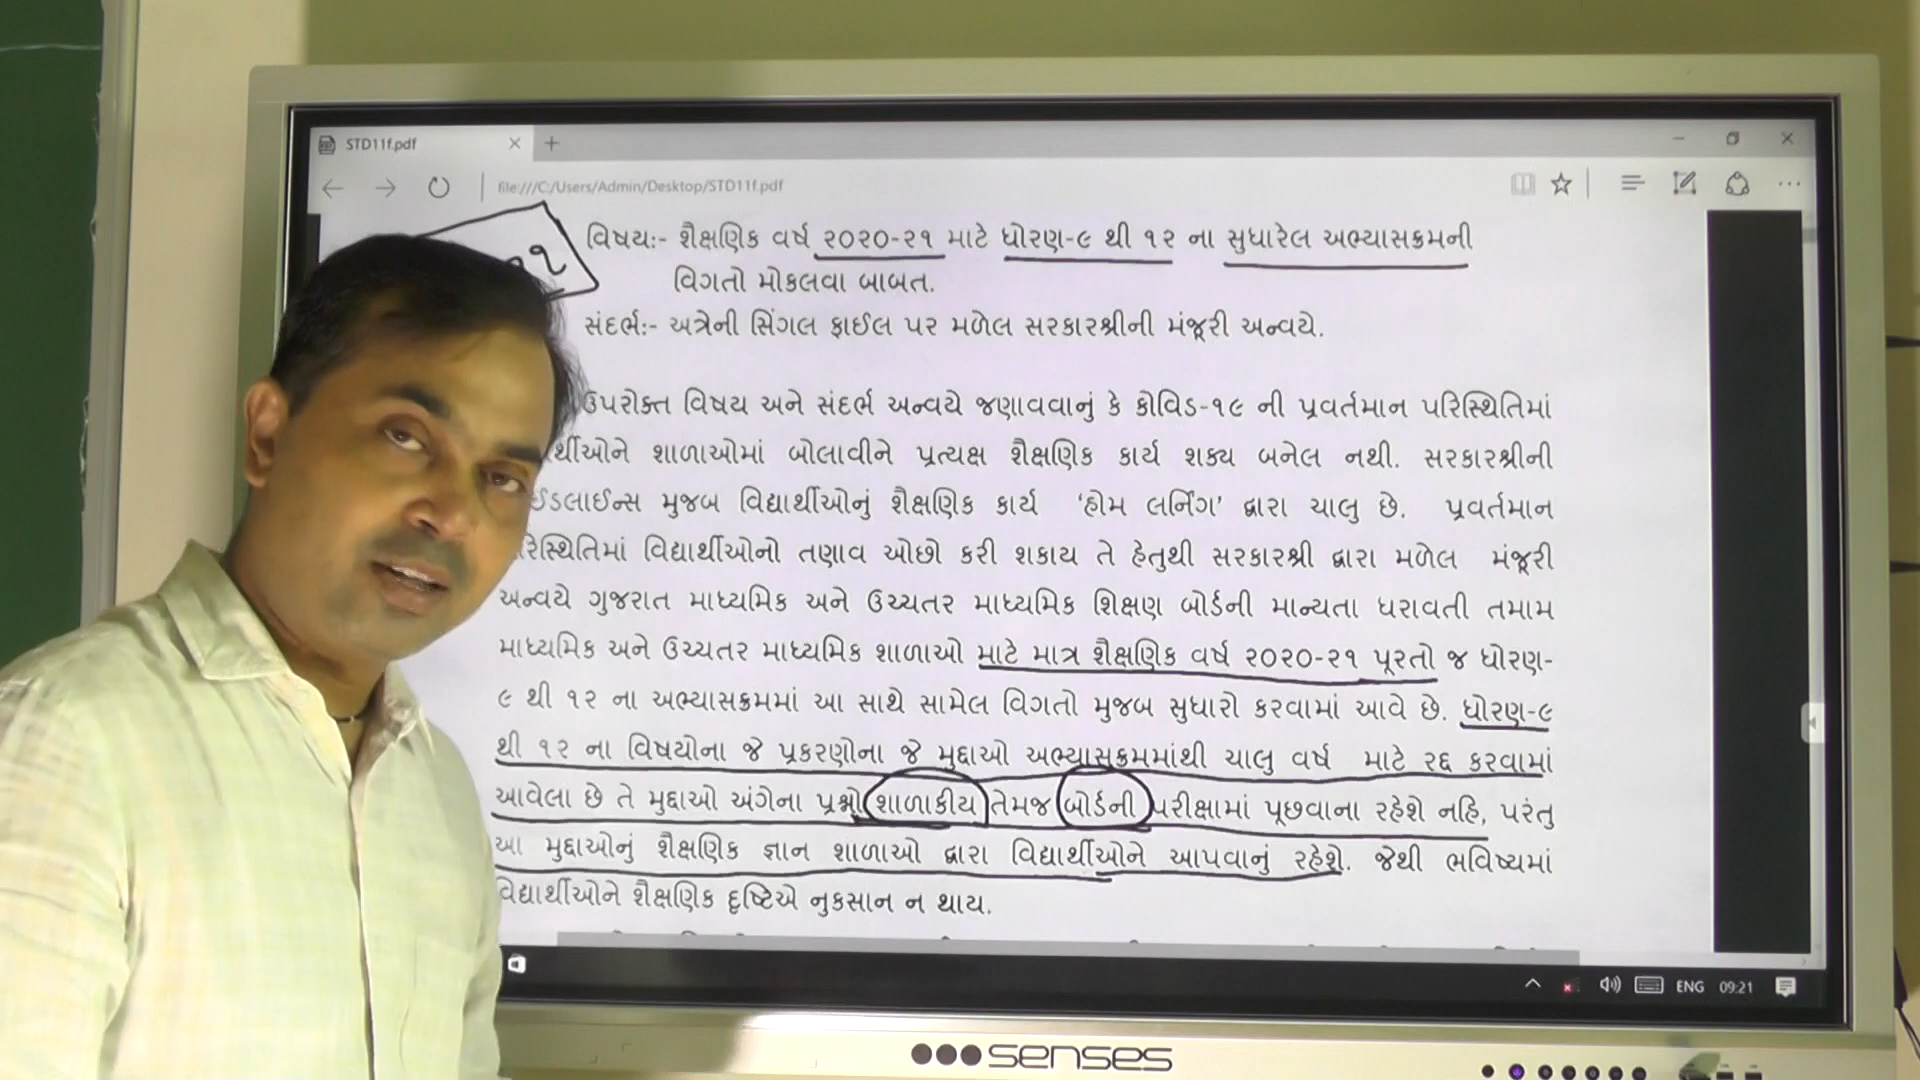 STD11f.pdf
file:///C:/Users/Admin/Desktop/STD11f.pdf
વિષયઃ- શૈક્ષણિક વર્ષ ૨૦૨૦-૨૧ માટે ધોરણ-૯ થી ૧૨ ના સુધારેલ અભ્યાસક્રમની
વિગતો મોકલવા બાબત.
સંદર્ભઃ- અત્રેની સિંગલ ફાઈલ પર મળેલ સરકારશ્રીની મંજૂરી અન્વયે.
ઉપરોક્ત વિષય અને સંદર્ભ અન્વયે જણાવવાનું કે કોવિડ-૧૯ ની પ્રવર્તમાન પરિસ્થિતિમાં
ર્થીઓને શાળાઓમાં બોલાવીને પ્રત્યક્ષ શૈક્ષણિક કાર્ય શક્ય બનેલ નથી. સરકારશ્રીની
ઈડલાઈન્સ મુજબ વિદ્યાર્થીઓનું શૈક્ષણિક કાર્ય ‘હોમ લર્નિંગ’ દ્વારા ચાલુ છે. પ્રવર્તમાન
રિસ્થિતિમાં વિદ્યાર્થીઓનો તણાવ ઓછો કરી શકાય તે હેતુથી સરકારશ્રી દ્વારા મળેલ મંજૂરી
અન્વયે ગુજરાત માધ્યમિક અને ઉચ્ચતર માધ્યમિક શિક્ષણ બોર્ડની માન્યતા ધરાવતી તમામ
માધ્યમિક અને ઉચ્ચતર માધ્યમિક શાળાઓ માટે માત્ર શૈક્ષણિક વર્ષ ૨૦૨૦-૨૧ પૂરતો જ ધોરણ-
૯ થી ૧૨ ના અભ્યાસક્રમમાં આ સાથે સામેલ વિગતો મુજબ સુધારો કરવામાં આવે છે. ધોરણ-૯
થી ૧૨ ના વિષયોના જે પ્રકરણોના જે મુદ્દાઓ અભ્યાસક્રમમાંથી ચાલુ વર્ષ માટે રદ્દ કરવામાં
આવેલા છે તે મુદ્દાઓ અંગેના પ્રશ્નો શાળાકીય તેમજ બોર્ડની પરીક્ષામાં પૂછવાના રહેશે નહિ, પરંતુ
આ મુદ્દાઓનું શૈક્ષણિક જ્ઞાન શાળાઓ દ્વારા વિદ્યાર્થીઓને આપવાનું રહેશે. જેથી ભવિષ્યમાં
વિદ્યાર્થીઓને શૈક્ષણિક દૃષ્ટિએ નુકસાન ન થાય.
ENG 09:21
senses